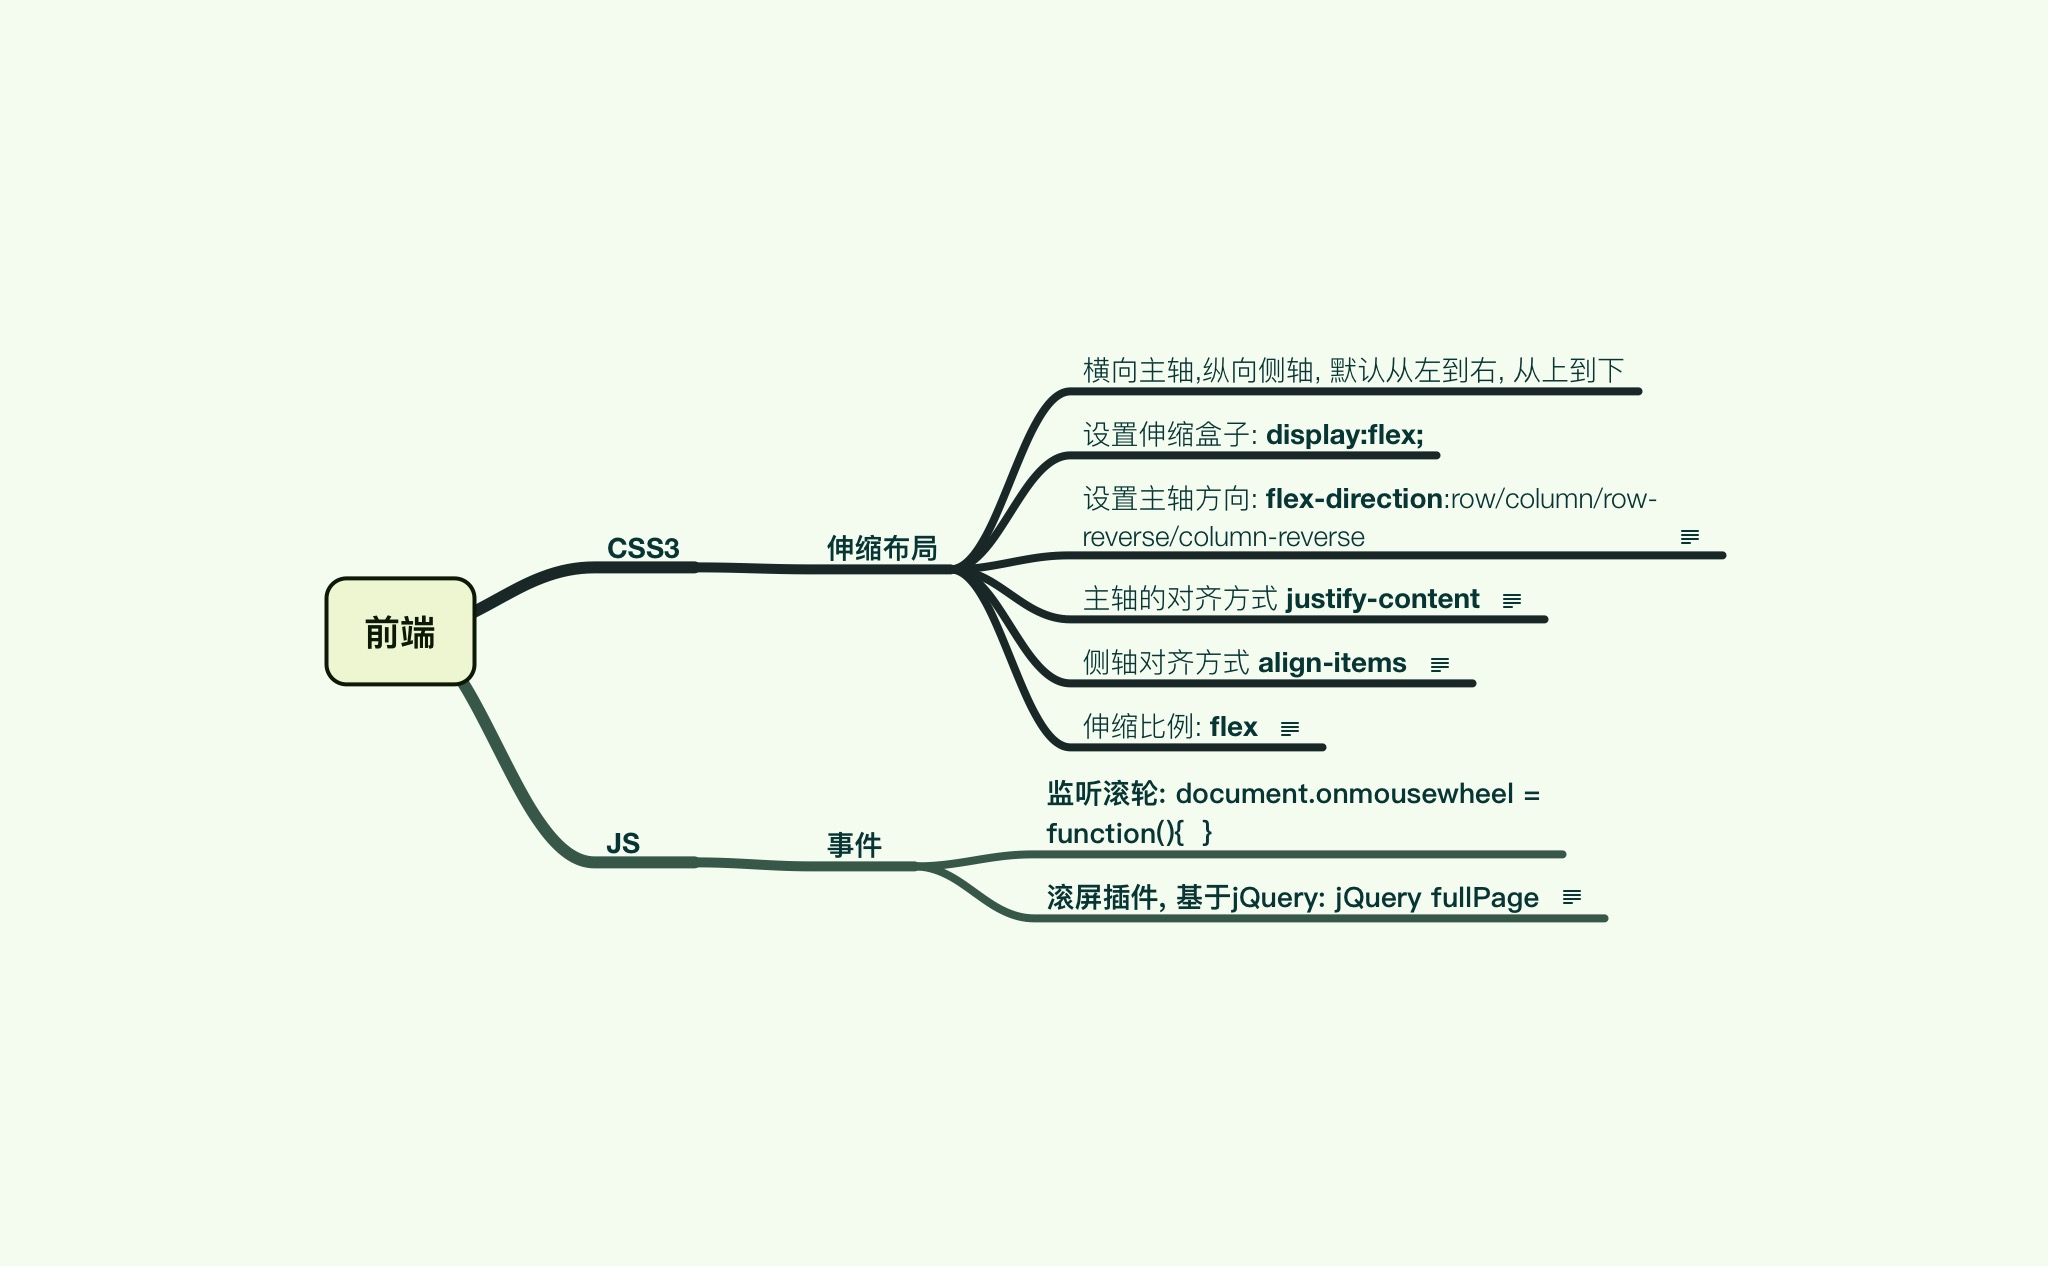 前端
CSS3
伸缩布局
横向主轴,纵向侧轴, 默认从左到右, 从上到下
设置伸缩盒子: display:flex;
设置主轴方向: flex-direction:row/column/row-
reverse/column-reverse
主轴的对齐方式 justify-content
侧轴对齐方式 align-items
伸缩比例: flex
JS
事件
监听滚轮: document.onmousewheel =
function(){  }
滚屏插件, 基于jQuery: jQuery fullPage